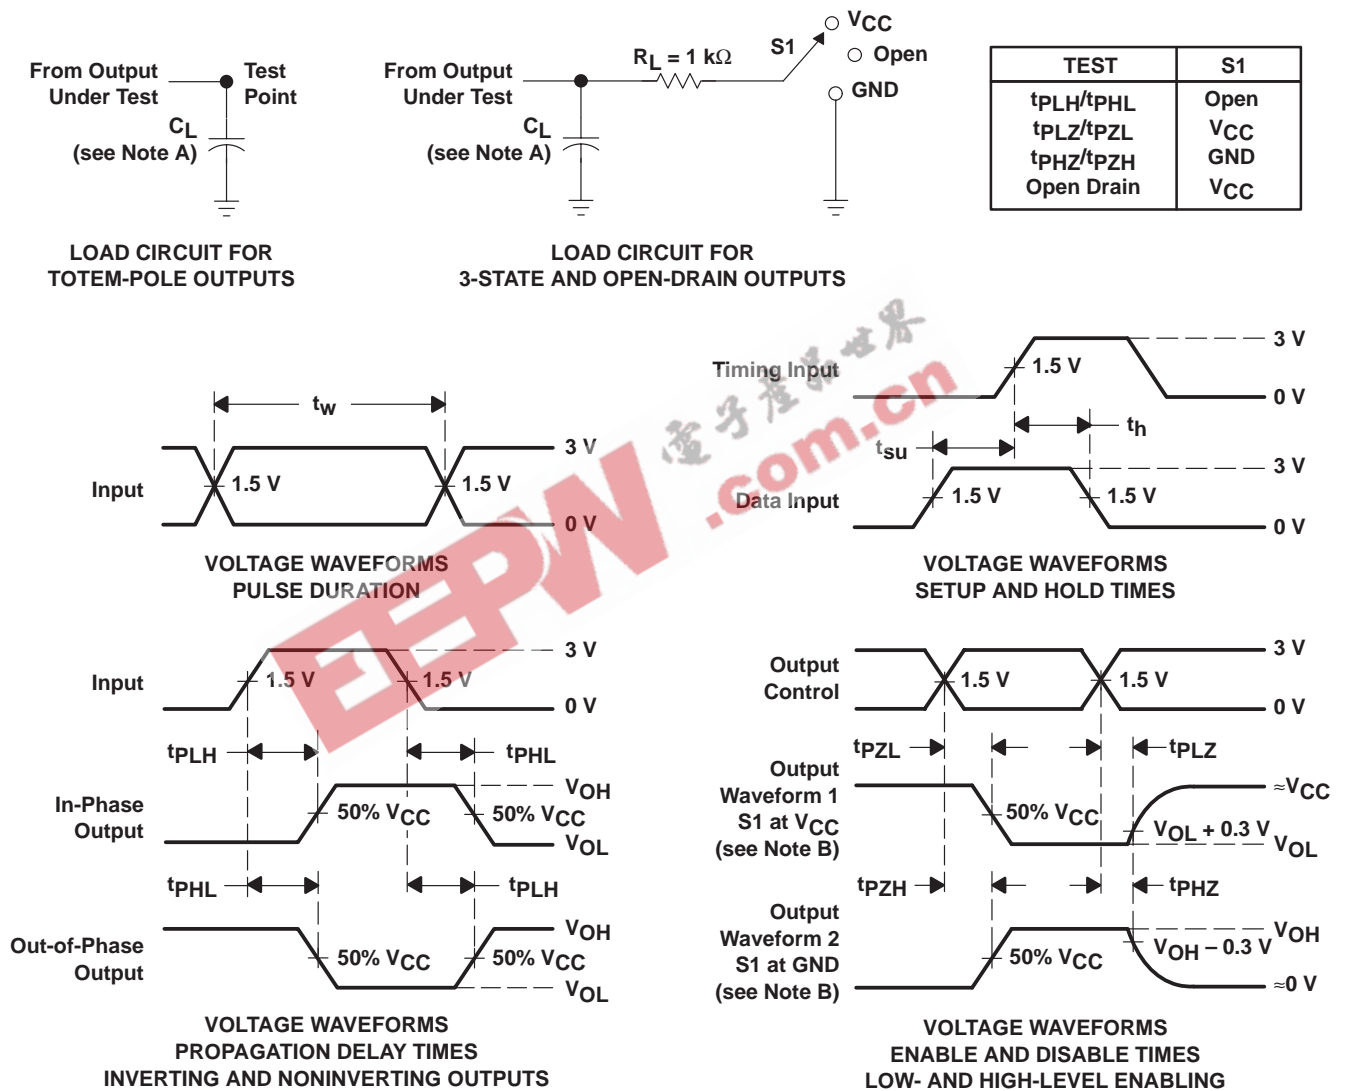 From Output
Under Test
Test
Point
CL
(see Note A)
LOAD CIRCUIT FOR
TOTEM-POLE OUTPUTS
From Output
Under Test
RL = 1 kΩ
S1
VCC
Open
GND
CL
(see Note A)
LOAD CIRCUIT FOR
3-STATE AND OPEN-DRAIN OUTPUTS
TEST S1
tPLH/tPHL Open
tPLZ/tPZL VCC
tPHZ/tPZH GND
Open Drain VCC
tw
Input
1.5 V
1.5 V
3 V
0 V
VOLTAGE WAVEFORMS
PULSE DURATION
Timing Input
1.5 V
3 V
0 V
tsu
th
Data Input
1.5 V
1.5 V
3 V
0 V
VOLTAGE WAVEFORMS
SETUP AND HOLD TIMES
EEPW
.com.cn
電子產品世界
Input
1.5 V
1.5 V
3 V
0 V
tPLH
tPHL
In-Phase
Output
50% VCC
50% VCC
VOH
VOL
tPHL
tPLH
Out-of-Phase
Output
50% VCC
50% VCC
VOH
VOL
VOLTAGE WAVEFORMS
PROPAGATION DELAY TIMES
INVERTING AND NONINVERTING OUTPUTS
Output
Control
1.5 V
1.5 V
3 V
0 V
tPZL
tPLZ
Output
Waveform 1
S1 at VCC
(see Note B)
50% VCC
VOL + 0.3 V
≈VCC
VOL
tPZH
tPHZ
Output
Waveform 2
S1 at GND
(see Note B)
50% VCC
VOH − 0.3 V
VOH
≈0 V
VOLTAGE WAVEFORMS
ENABLE AND DISABLE TIMES
LOW- AND HIGH-LEVEL ENABLING